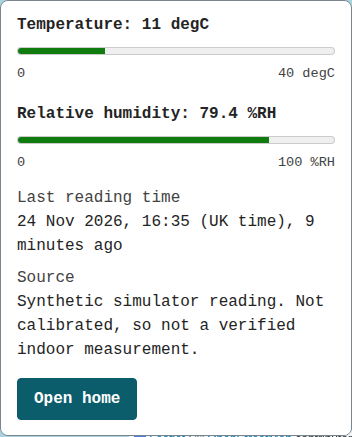 Temperature: 11 degC
0 40 degC
Relative humidity: 79.4 %RH
0 100 %RH
Last reading time
24 Nov 2026, 16:35 (UK time), 9
minutes ago
Source
Synthetic simulator reading. Not
calibrated, so not a verified
indoor measurement.
Open home